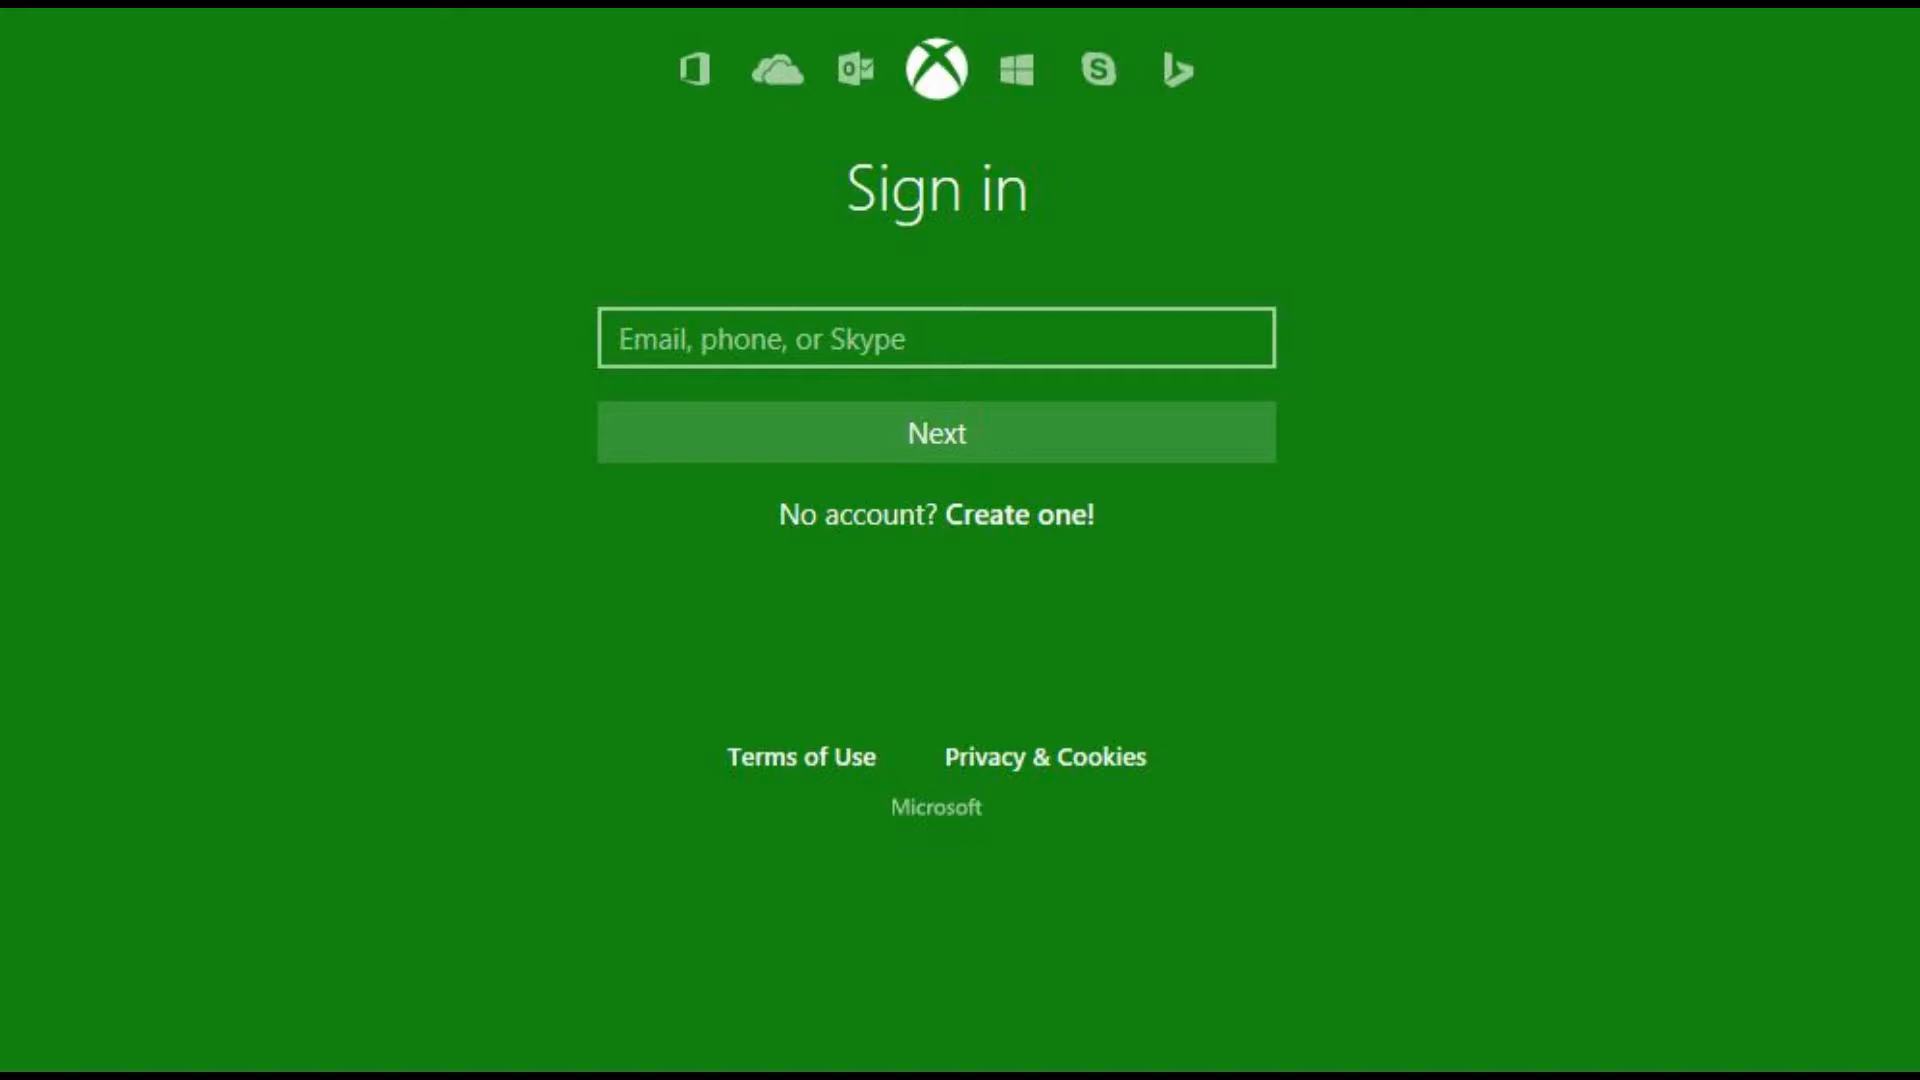 Sign in
Email, phone, or Skype
Next
No account? Create one!
Terms of Use Privacy & Cookies
Microsoft